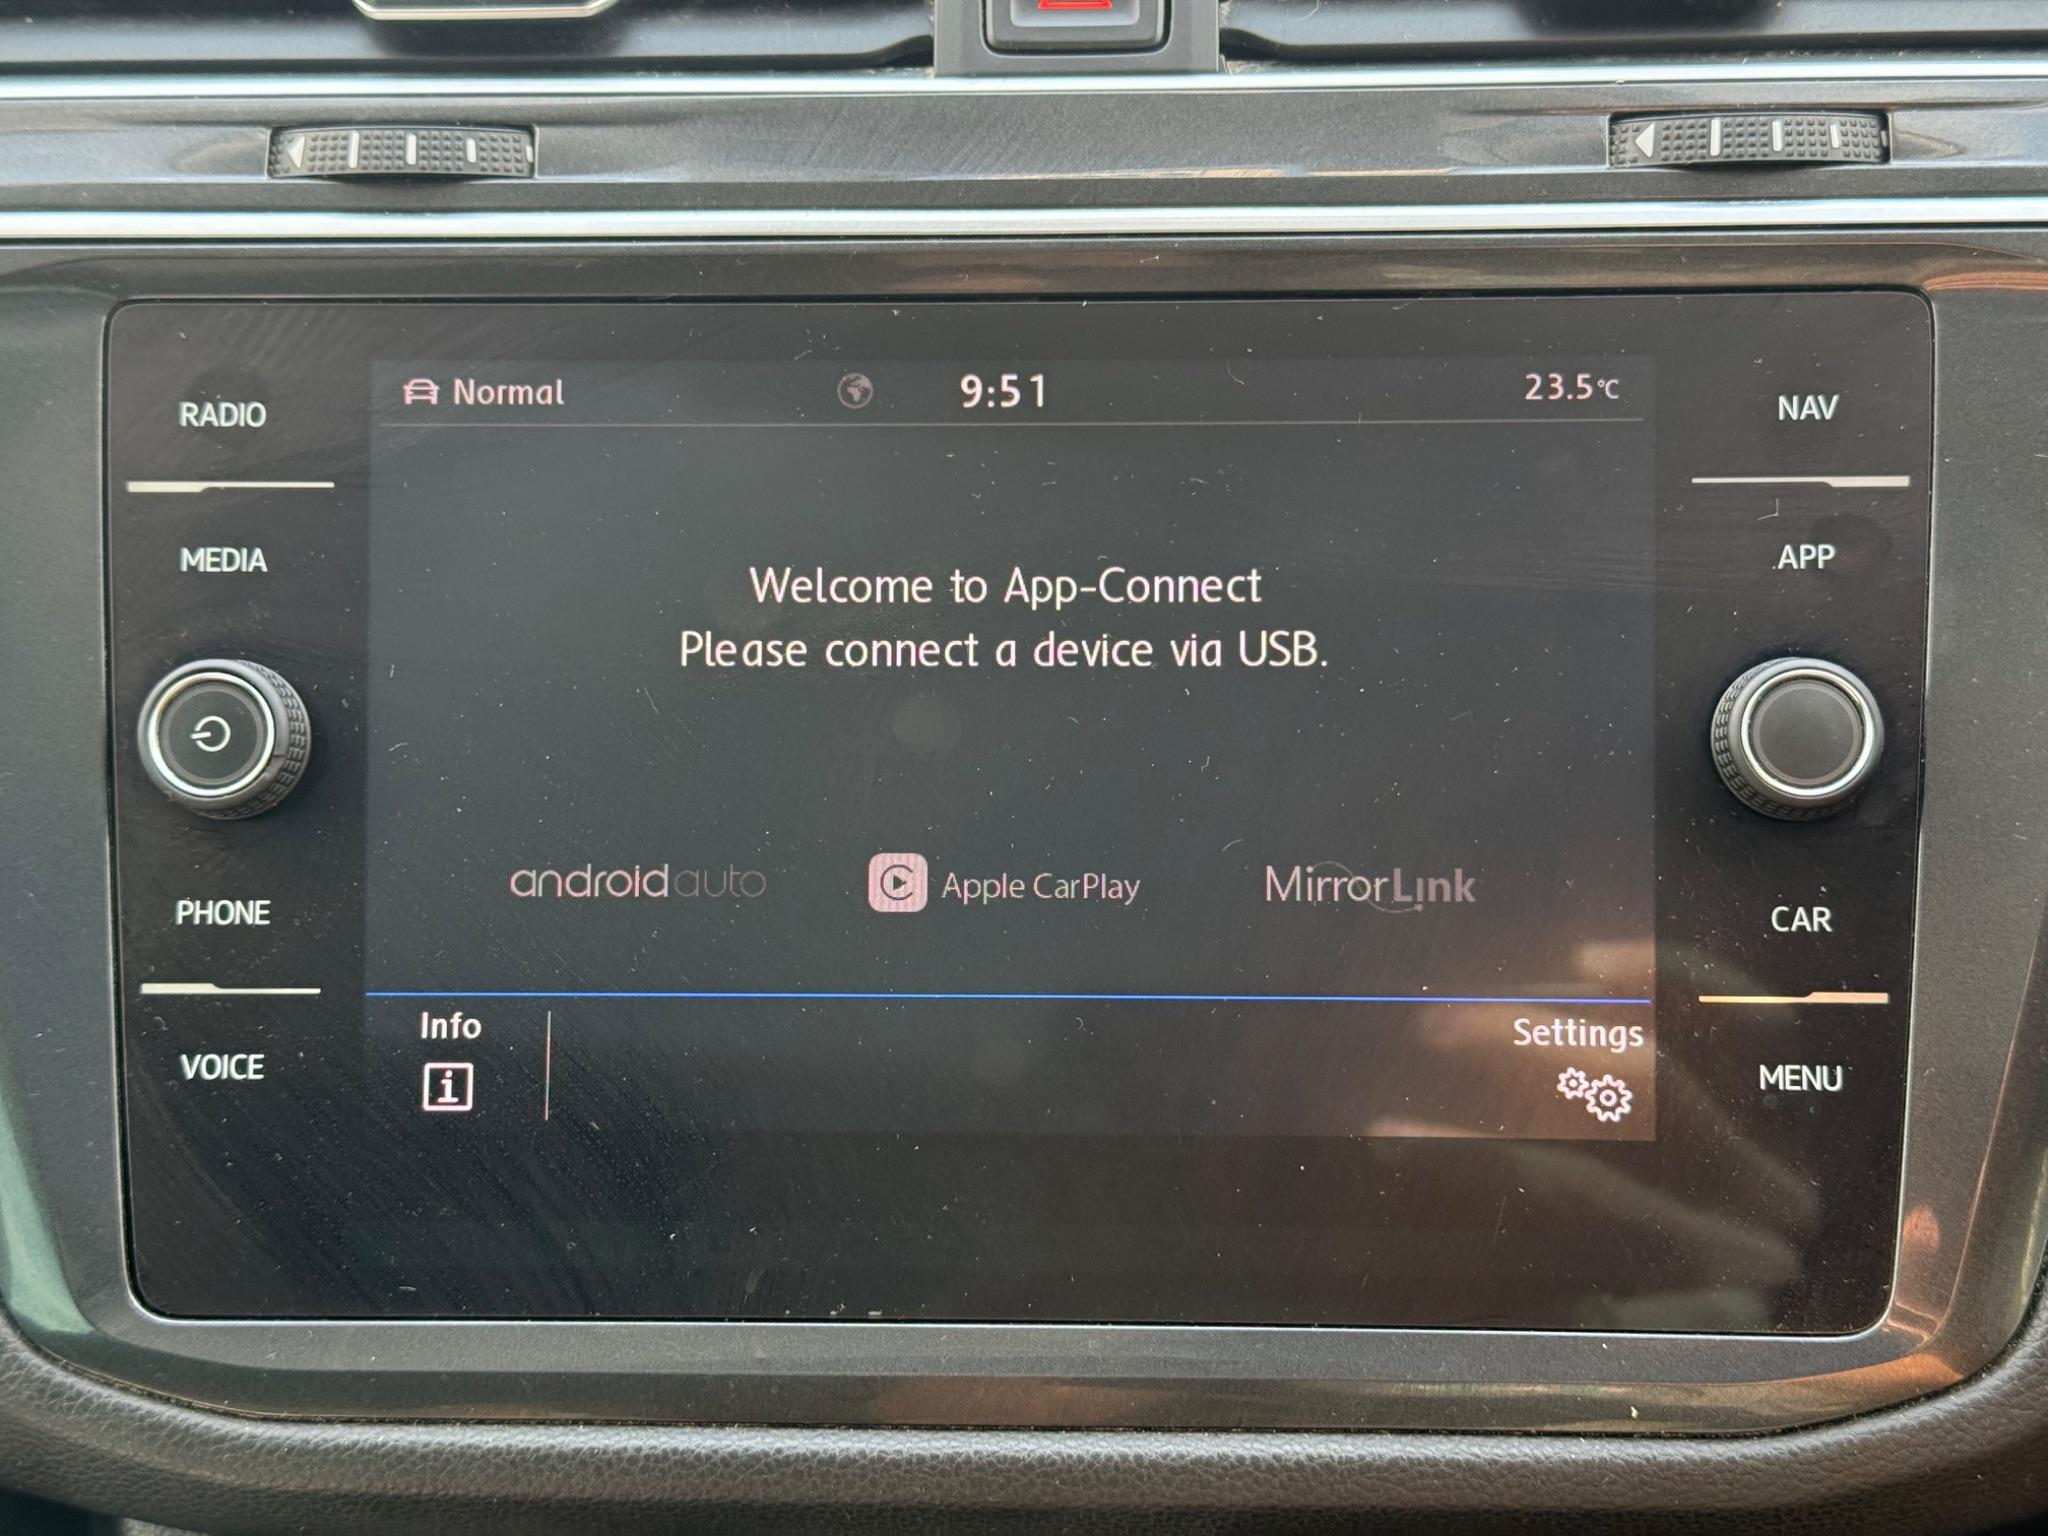 RADIO
MEDIA
PHONE
VOICE
Normal
9:51
23.5°C
Welcome to App-Connect
Please connect a device via USB.
androidauto
Apple CarPlay
MirrorLink
Info
i
Settings
NAV
APP
CAR
MENU